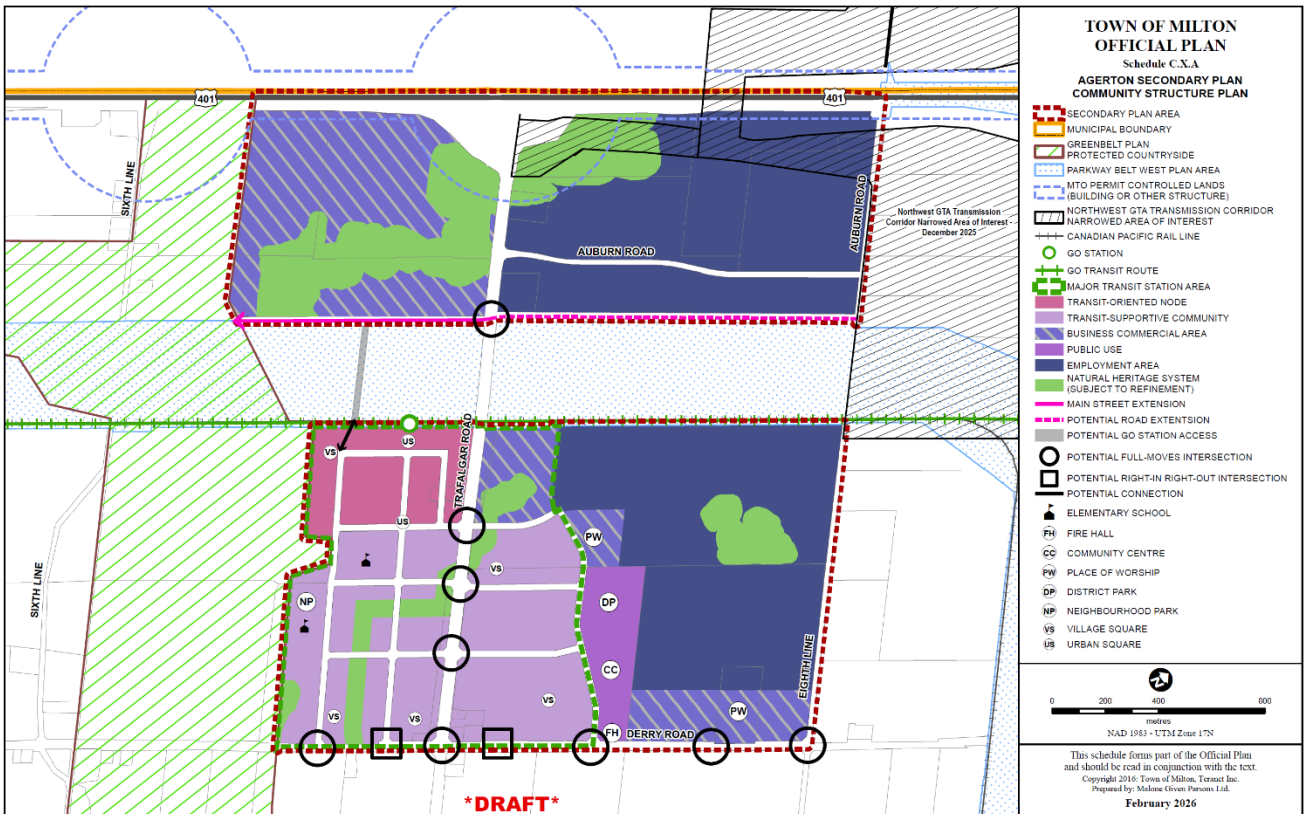 401
401
SIXTH LINE
AUBURN ROAD
AUBURN ROAD
Northwest GTA Transmission
Corridor Narrowed Area of Interest -
December 2025
TRAFALGAR ROAD
VS
US
US
PW
VS
NP
DP
SIXTH LINE
CC
EIGHTH LINE
VS
VS
VS
PW
FH
DERRY ROAD
*DRAFT*
TOWN OF MILTON
OFFICIAL PLAN
Schedule C.X.A
AGERTON SECONDARY PLAN
COMMUNITY STRUCTURE PLAN
SECONDARY PLAN AREA
MUNICIPAL BOUNDARY
GREENBELT PLAN
PROTECTED COUNTRYSIDE
PARKWAY BELT WEST PLAN AREA
MTO PERMIT CONTROLLED LANDS
(BUILDING OR OTHER STRUCTURE)
NORTHWEST GTA TRANSMISSION CORRIDOR
NARROWED AREA OF INTEREST
CANADIAN PACIFIC RAIL LINE
GO STATION
GO TRANSIT ROUTE
MAJOR TRANSIT STATION AREA
TRANSIT-ORIENTED NODE
TRANSIT-SUPPORTIVE COMMUNITY
BUSINESS COMMERCIAL AREA
PUBLIC USE
EMPLOYMENT AREA
NATURAL HERITAGE SYSTEM
(SUBJECT TO REFINEMENT)
MAIN STREET EXTENSION
POTENTIAL ROAD EXTENTSION
POTENTIAL GO STATION ACCESS
POTENTIAL FULL-MOVES INTERSECTION
POTENTIAL RIGHT-IN RIGHT-OUT INTERSECTION
POTENTIAL CONNECTION
ELEMENTARY SCHOOL
FH FIRE HALL
CC COMMUNITY CENTRE
PW PLACE OF WORSHIP
DP DISTRICT PARK
NP NEIGHBOURHOOD PARK
VS VILLAGE SQUARE
US URBAN SQUARE
0 200 400 800
metres
NAD 1983 - UTM Zone 17N
This schedule forms part of the Official Plan
and should be read in conjunction with the text.
Copyright 2016: Town of Milton, Teranet Inc.
Prepared by: Malone Given Parsons Ltd.
February 2026